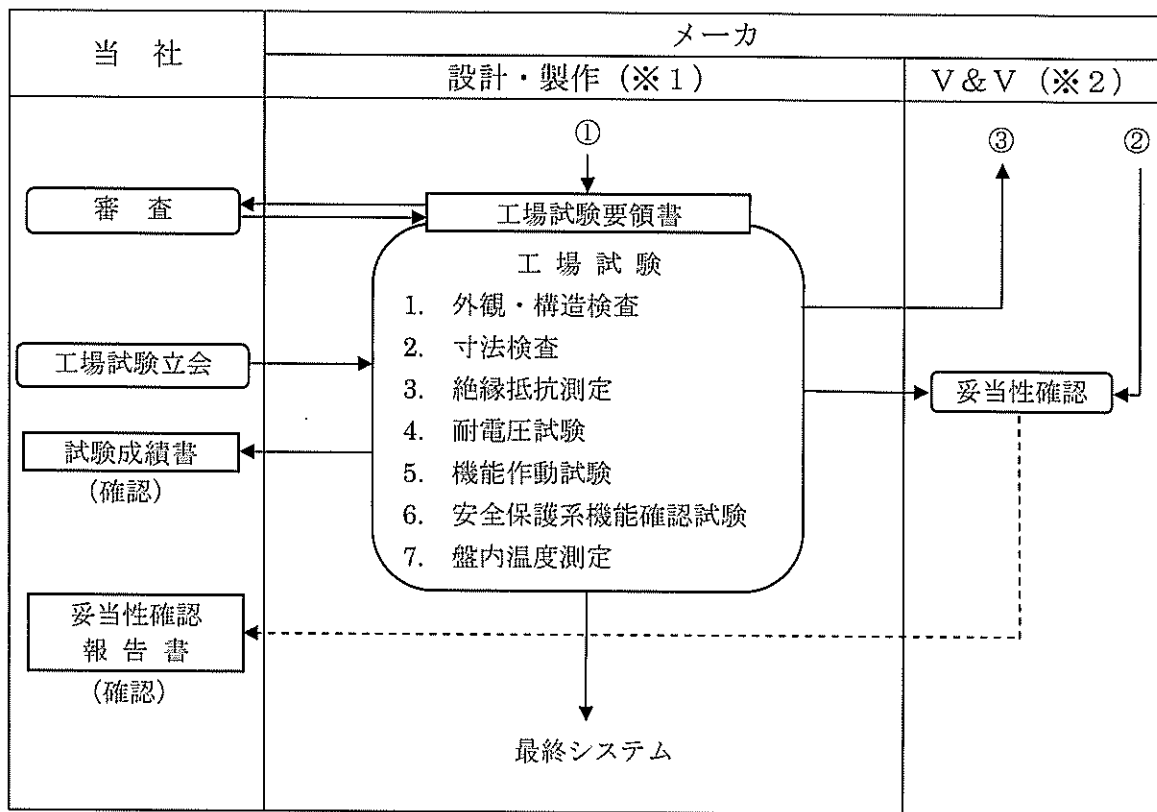 当 社
メーカ
設計・製作（※１）
Ｖ＆Ｖ（※２）
①
③
②
審 査
工場試験要領書
工 場 試 験
1. 外観・構造検査
2. 寸法検査
3. 絶縁抵抗測定
4. 耐電圧試験
5. 機能作動試験
6. 安全保護系機能確認試験
7. 盤内温度測定
工場試験立会
妥当性確認
試験成績書
（確認）
妥当性確認
報 告 書
（確認）
最終システム